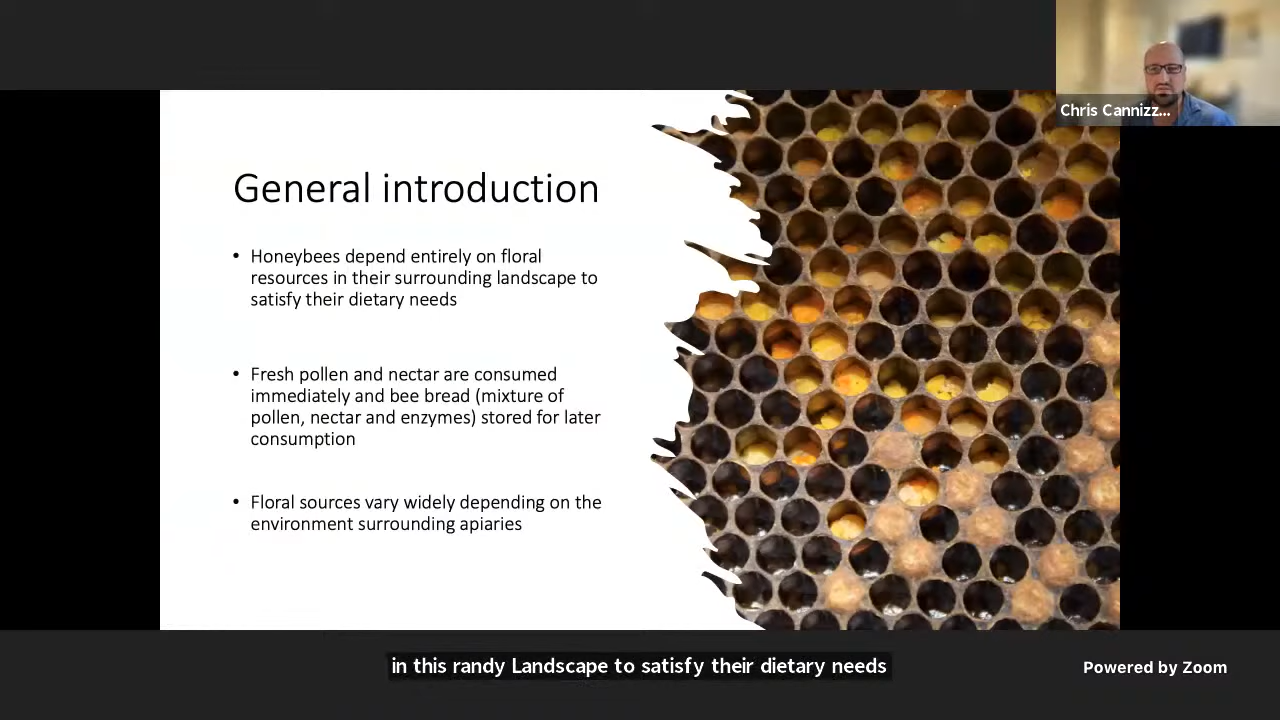 Chris Cannizz...
General introduction
• Honeybees depend entirely on floral
resources in their surrounding landscape to
satisfy their dietary needs
• Fresh pollen and nectar are consumed
immediately and bee bread (mixture of
pollen, nectar and enzymes) stored for later
consumption
• Floral sources vary widely depending on the
environment surrounding apiaries
in this randy Landscape to satisfy their dietary needs
Powered by Zoom